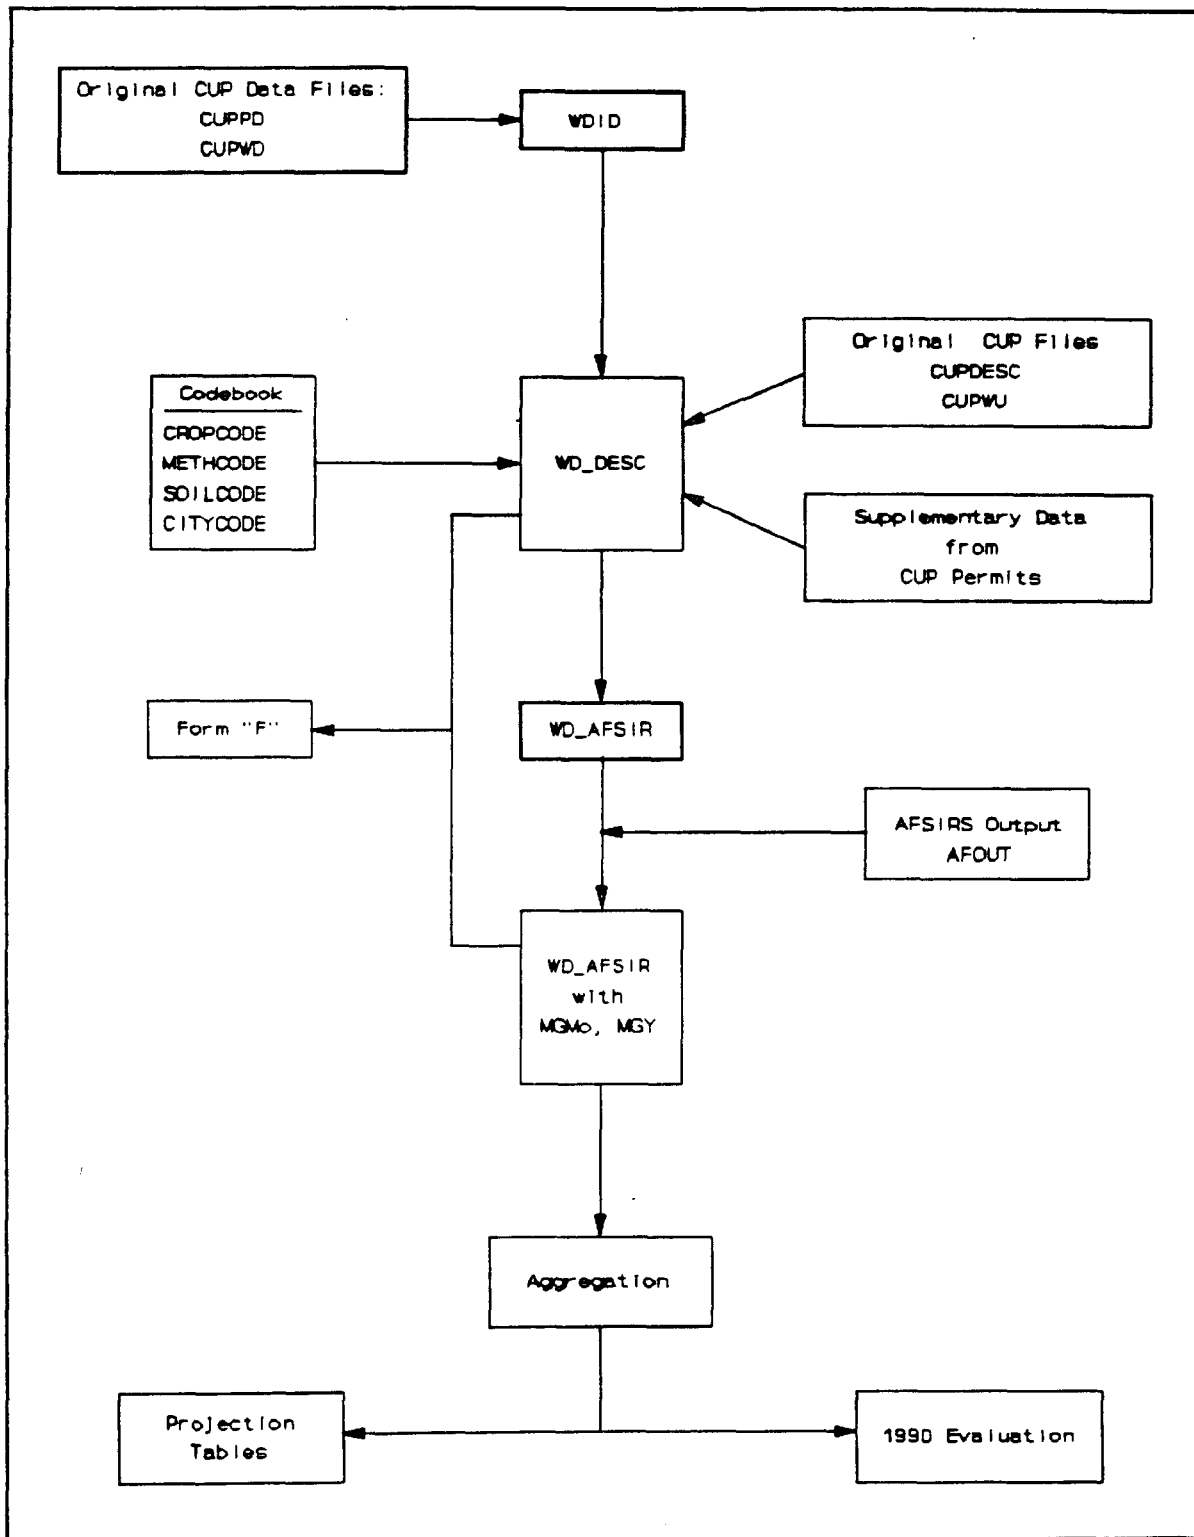 Original CUP Data Files:
CUPPD
CUPWD
WDID
Original CUP Files
CUPDESC
CUPWU
Codebook
CROPCODE
METHCODE
SOILCODE
CITYCODE
WD_DESC
Supplementary Data
from
CUP Permits
Form "F"
WD_AFSIR
AFSIRS Output
AFOUT
WD_AFSIR
with
MGMo, MGY
Aggregation
Projection
Tables
1990 Evaluation